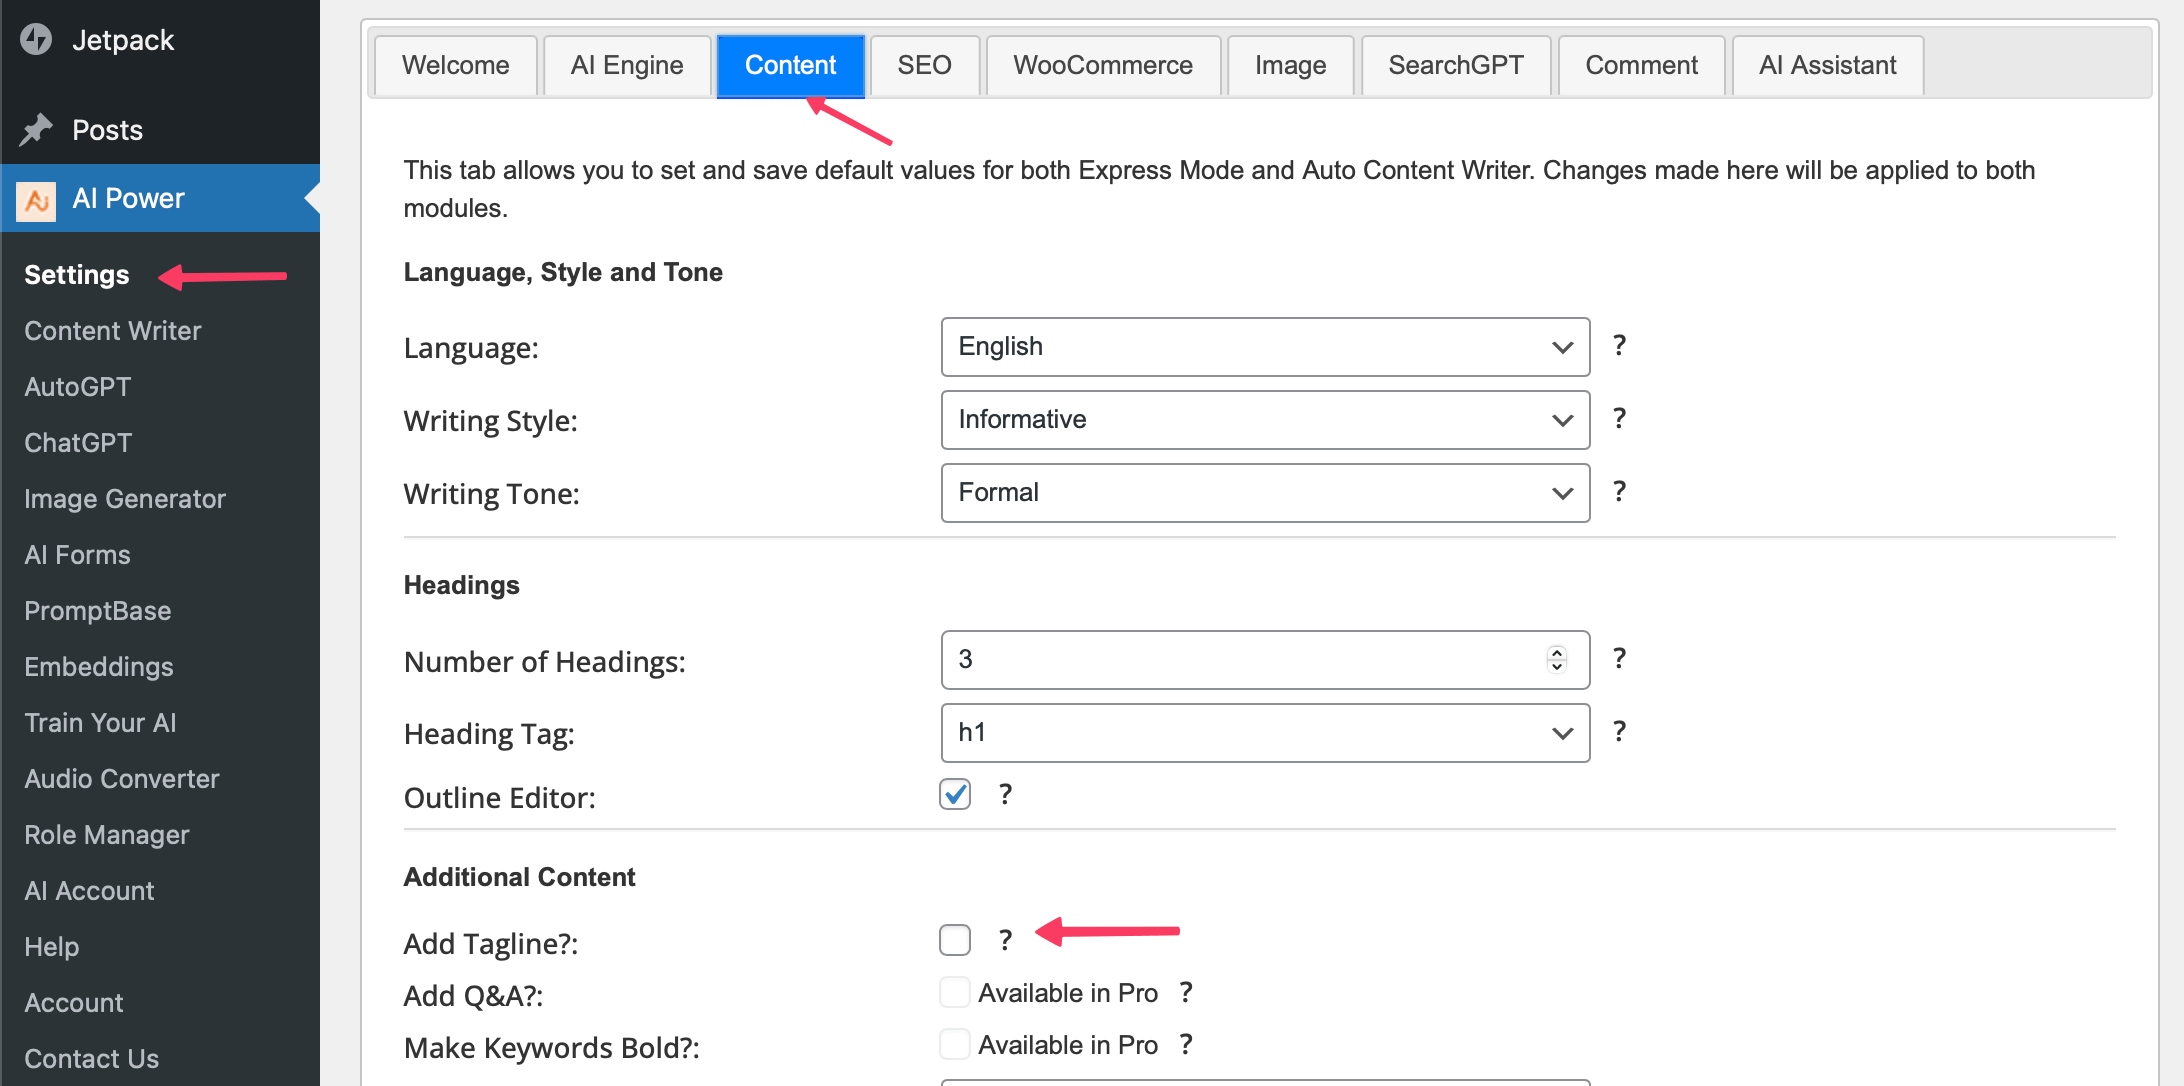 Jetpack
Posts
AI Power
Settings
Content Writer
AutoGPT
ChatGPT
Image Generator
AI Forms
PromptBase
Embeddings
Train Your AI
Audio Converter
Role Manager
AI Account
Help
Account
Contact Us
Welcome AI Engine Content SEO WooCommerce Image SearchGPT Comment AI Assistant
This tab allows you to set and save default values for both Express Mode and Auto Content Writer. Changes made here will be applied to both
modules.
Language, Style and Tone
Language: English ?
Writing Style: Informative ?
Writing Tone: Formal ?
Headings
Number of Headings: 3 ?
Heading Tag: h1 ?
Outline Editor: ?
Additional Content
Add Tagline?: ?
Add Q&A?: Available in Pro ?
Make Keywords Bold?: Available in Pro ?